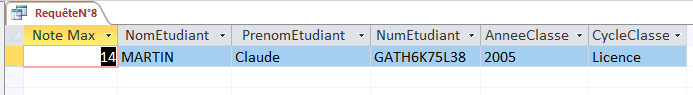 RequêteN°8
Note Max NomEtudiant PrenomEtudiant NumEtudiant AnneeClasse CycleClasse
14 MARTIN Claude GATH6K75L38 2005 Licence